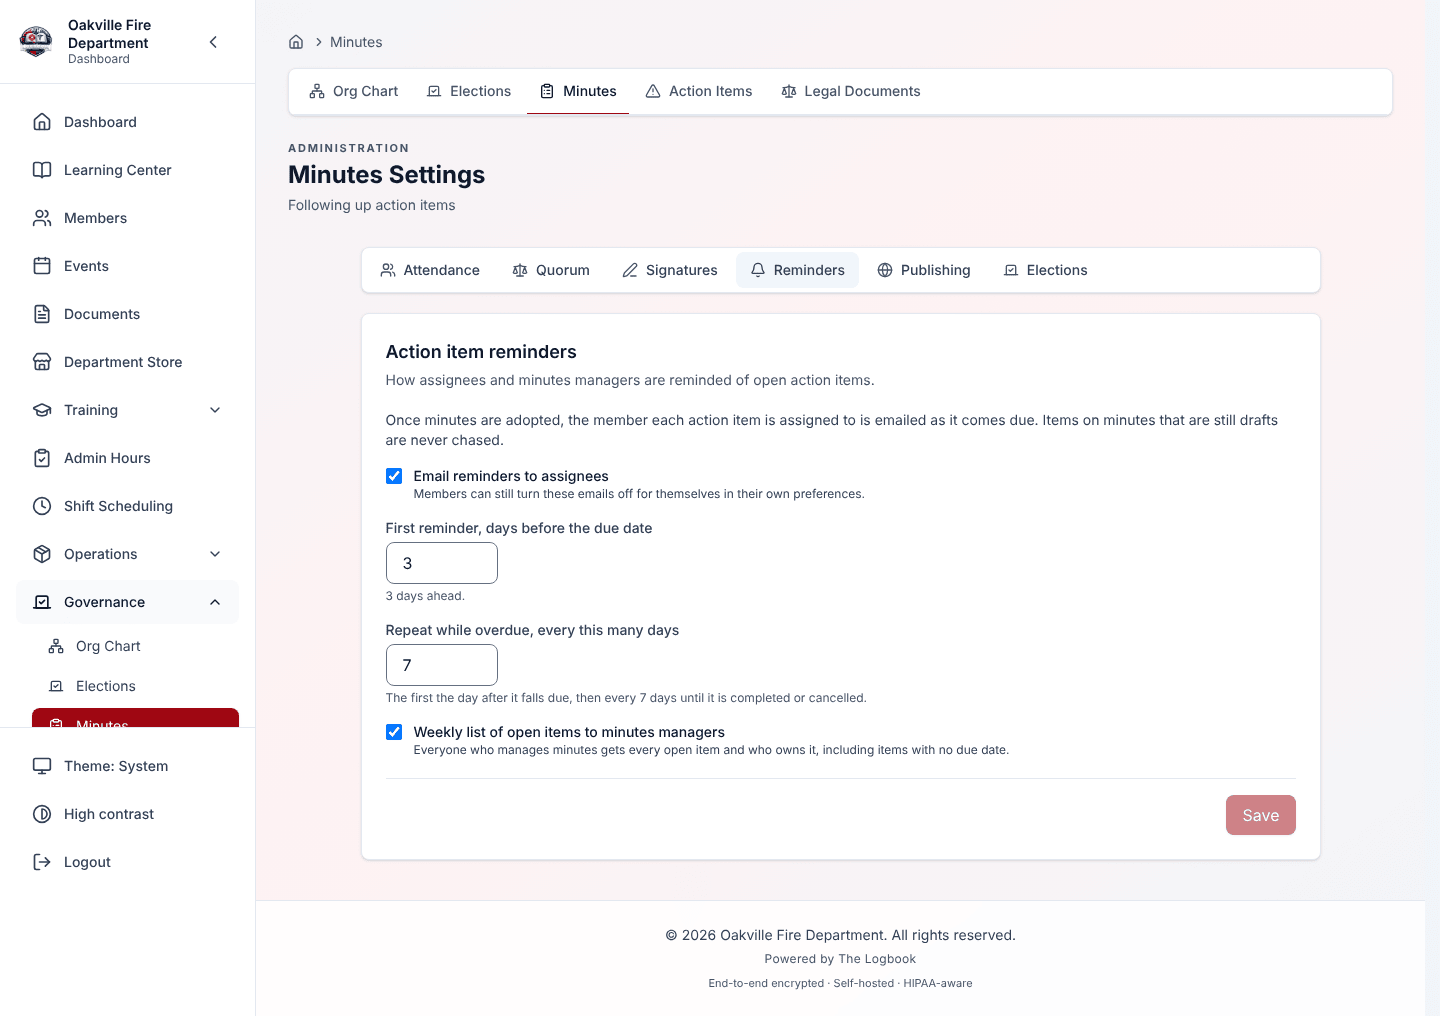 Oakville Fire
Department
Dashboard
Dashboard
Learning Center
Members
Events
Documents
Department Store
Training
Admin Hours
Shift Scheduling
Operations
Governance
Org Chart
Elections
Minutes
Theme: System
High contrast
Logout
Minutes
Org Chart
Elections
Minutes
Action Items
Legal Documents
ADMINISTRATION
Minutes Settings
Following up action items
Attendance
Quorum
Signatures
Reminders
Publishing
Elections
Action item reminders
How assignees and minutes managers are reminded of open action items.
Once minutes are adopted, the member each action item is assigned to is emailed as it comes due. Items on minutes that are still drafts
are never chased.
Email reminders to assignees
Members can still turn these emails off for themselves in their own preferences.
First reminder, days before the due date
3
3 days ahead.
Repeat while overdue, every this many days
7
The first the day after it falls due, then every 7 days until it is completed or cancelled.
Weekly list of open items to minutes managers
Everyone who manages minutes gets every open item and who owns it, including items with no due date.
Save
© 2026 Oakville Fire Department. All rights reserved.
Powered by The Logbook
End-to-end encrypted · Self-hosted · HIPAA-aware